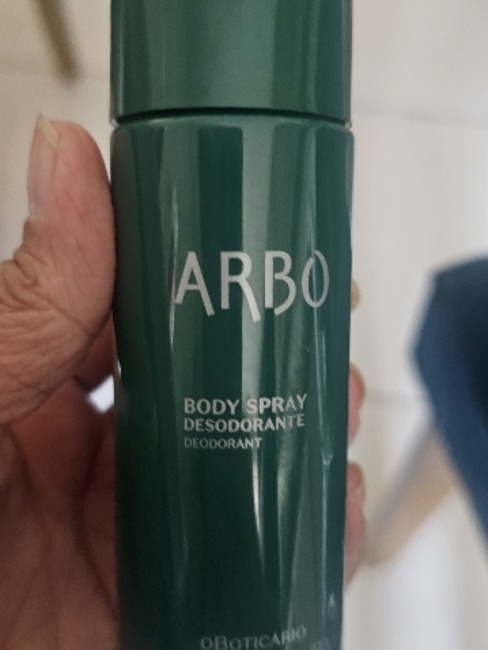 ARBO
BODY SPRAY
DESODORANTE
DEODORANT
OBOTICARIO